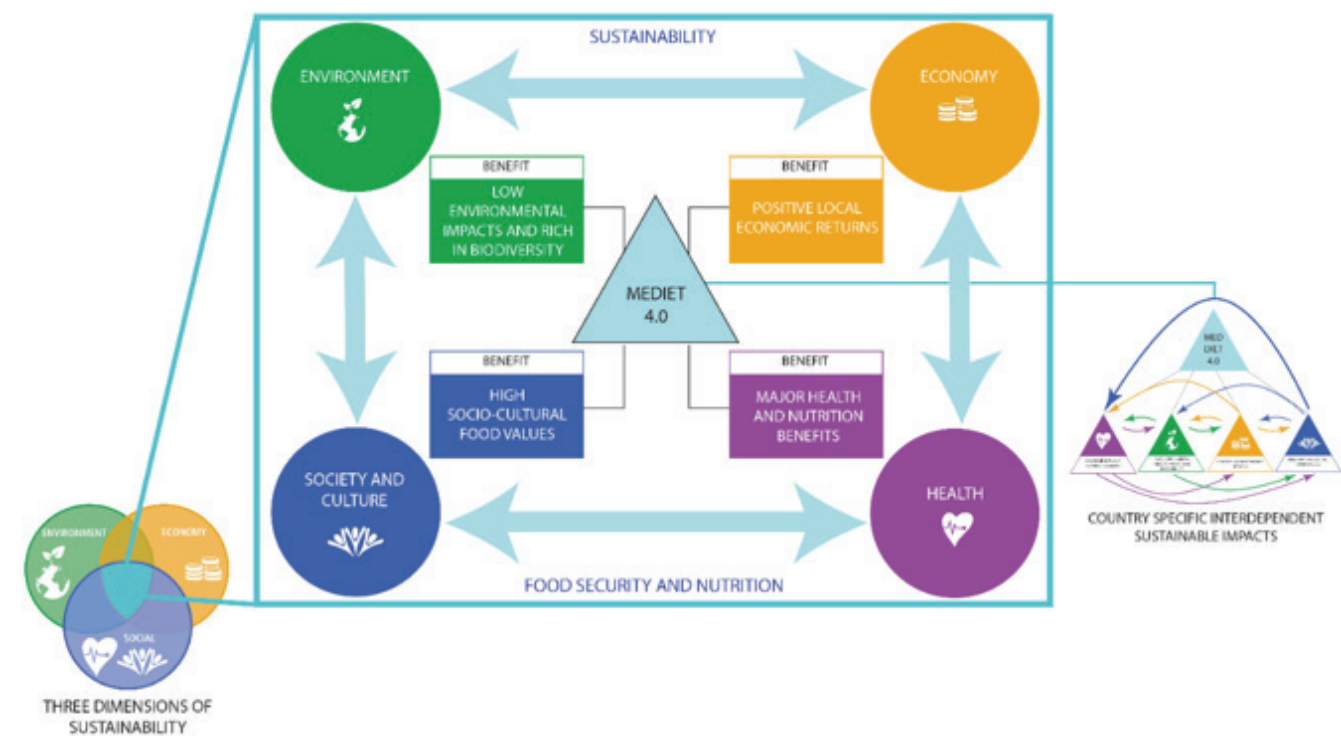 SUSTAINABILITY
ENVIRONMENT
ECONOMY
BENEFIT
LOW
ENVIRONMENTAL
IMPACTS AND RICH
IN BIODIVERSITY
BENEFIT
POSITIVE LOCAL
ECONOMIC RETURNS
MEDIET
4.0
BENEFIT
HIGH
SOCIO-CULTURAL
FOOD VALUES
BENEFIT
MAJOR HEALTH
AND NUTRITION
BENEFITS
SOCIETY AND
CULTURE
HEALTH
FOOD SECURITY AND NUTRITION
ENVIRONMENT
ECONOMY
SOCIAL
THREE DIMENSIONS OF
SUSTAINABILITY
MED
DIET
4.0
COUNTRY SPECIFIC INTERDEPENDENT
SUSTAINABLE IMPACTS